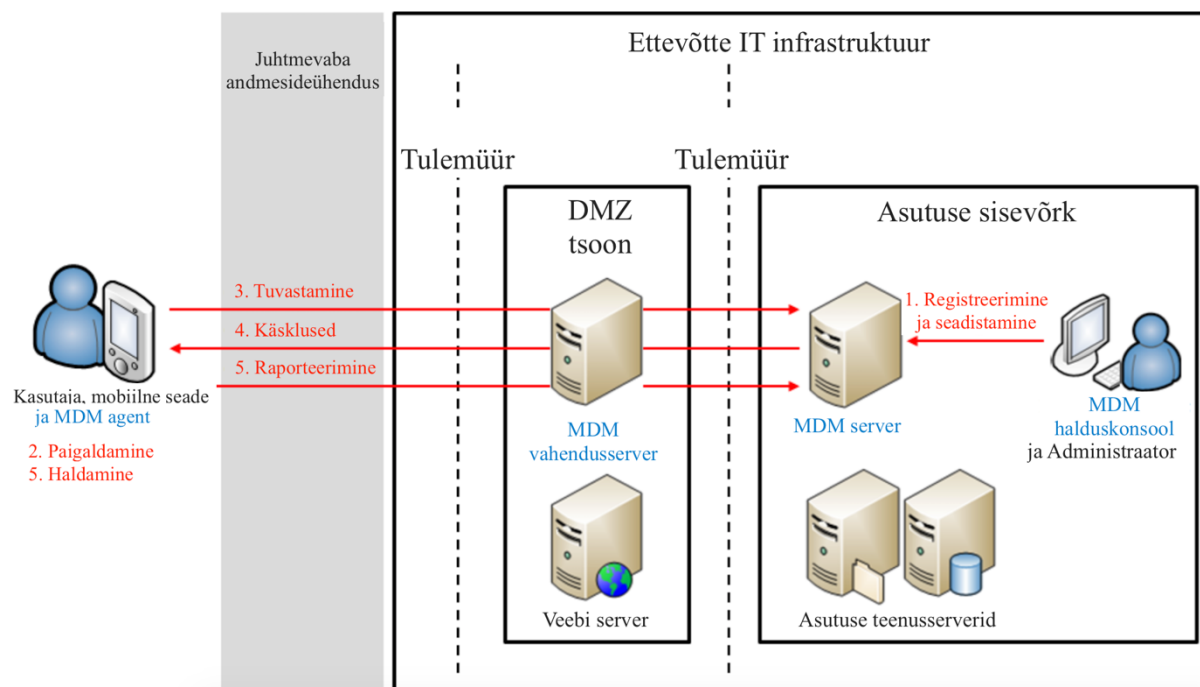 Juhtmevaba
andmesideühendus
Ettevõtte IT infrastruktuur
Tulemüür
Tulemüür
DMZ
tsoon
Asutuse sisevõrk
3. Tuvastamine
4. Käsklused
5. Raporteerimine
1. Registreerimine
ja seadistamine
Kasutaja, mobiilne seade
ja MDM agent
2. Paigaldamine
5. Haldamine
MDM
vahendusserver
MDM server
MDM
halduskonsool
ja Administraator
Veebi server
Asutuse teenusserverid